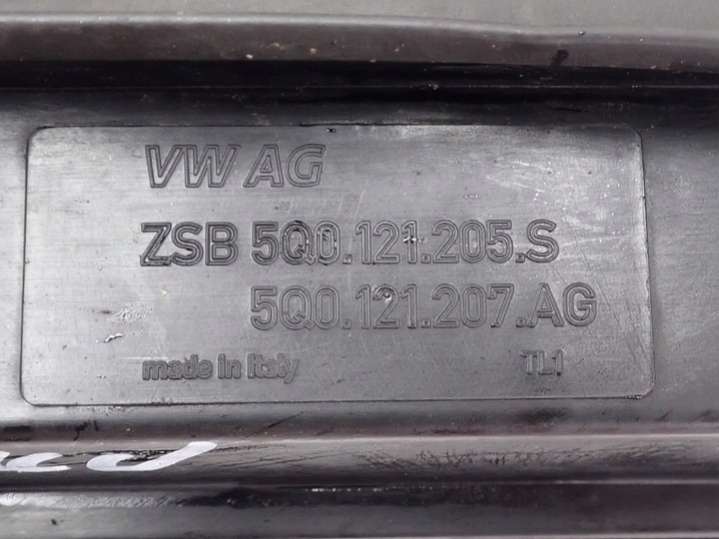 VW AG
ZSB 5Q0.121.205.S
5Q0.121.207.AG
made in Italy TL1